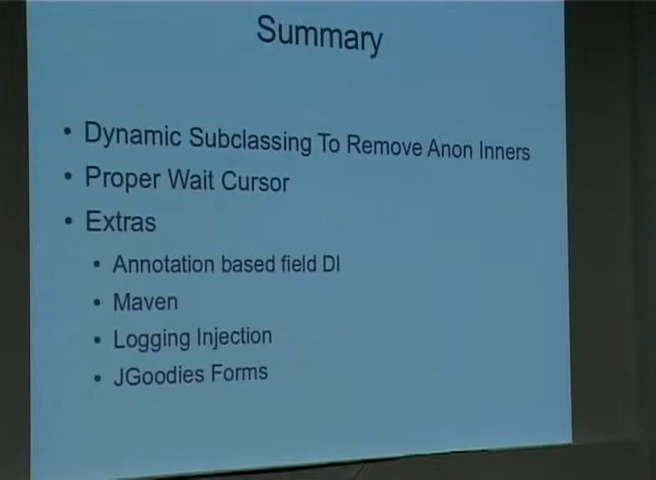 Summary
• Dynamic Subclassing To Remove Anon Inners
• Proper Wait Cursor
• Extras
• Annotation based field DI
• Maven
• Logging Injection
• JGoodies Forms